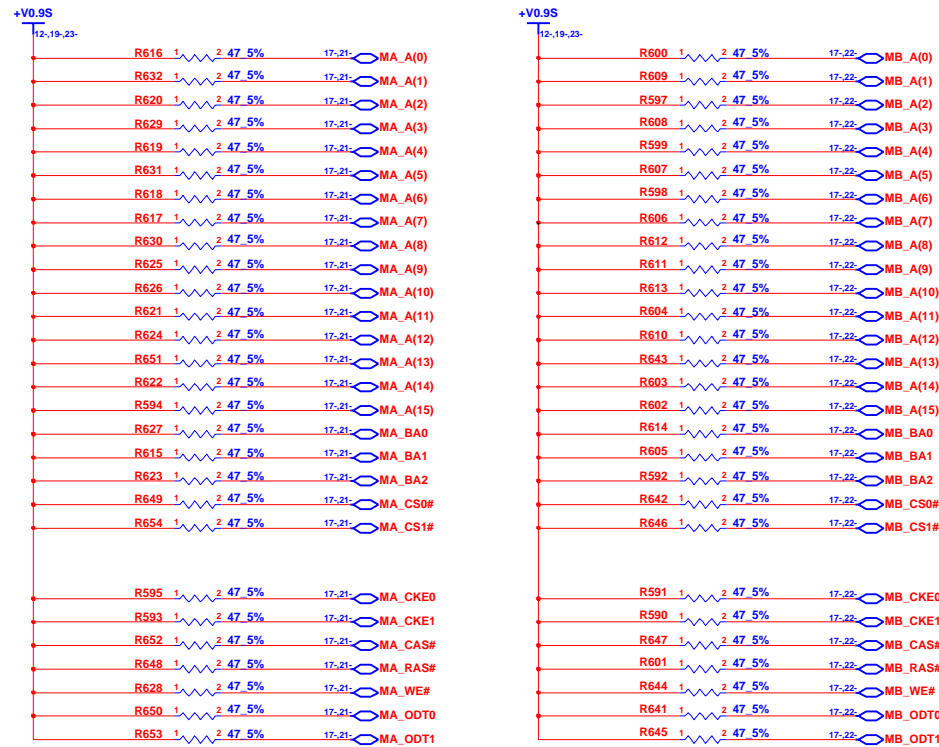 +V0.9S
12-,19-,23-
R616 1 2 47_5% 17-,21- MA_A(0)
R632 1 2 47_5% 17-,21- MA_A(1)
R620 1 2 47_5% 17-,21- MA_A(2)
R629 1 2 47_5% 17-,21- MA_A(3)
R619 1 2 47_5% 17-,21- MA_A(4)
R631 1 2 47_5% 17-,21- MA_A(5)
R618 1 2 47_5% 17-,21- MA_A(6)
R617 1 2 47_5% 17-,21- MA_A(7)
R630 1 2 47_5% 17-,21- MA_A(8)
R625 1 2 47_5% 17-,21- MA_A(9)
R626 1 2 47_5% 17-,21- MA_A(10)
R621 1 2 47_5% 17-,21- MA_A(11)
R624 1 2 47_5% 17-,21- MA_A(12)
R651 1 2 47_5% 17-,21- MA_A(13)
R622 1 2 47_5% 17-,21- MA_A(14)
R594 1 2 47_5% 17-,21- MA_A(15)
R627 1 2 47_5% 17-,21- MA_BA0
R615 1 2 47_5% 17-,21- MA_BA1
R623 1 2 47_5% 17-,21- MA_BA2
R649 1 2 47_5% 17-,21- MA_CS0#
R654 1 2 47_5% 17-,21- MA_CS1#
R595 1 2 47_5% 17-,21- MA_CKE0
R593 1 2 47_5% 17-,21- MA_CKE1
R652 1 2 47_5% 17-,21- MA_CAS#
R648 1 2 47_5% 17-,21- MA_RAS#
R628 1 2 47_5% 17-,21- MA_WE#
R650 1 2 47_5% 17-,21- MA_ODT0
R653 1 2 47_5% 17-,21- MA_ODT1
+V0.9S
12-,19-,23-
R600 1 2 47_5% 17-,22- MB_A(0)
R609 1 2 47_5% 17-,22- MB_A(1)
R597 1 2 47_5% 17-,22- MB_A(2)
R608 1 2 47_5% 17-,22- MB_A(3)
R599 1 2 47_5% 17-,22- MB_A(4)
R607 1 2 47_5% 17-,22- MB_A(5)
R598 1 2 47_5% 17-,22- MB_A(6)
R606 1 2 47_5% 17-,22- MB_A(7)
R612 1 2 47_5% 17-,22- MB_A(8)
R611 1 2 47_5% 17-,22- MB_A(9)
R613 1 2 47_5% 17-,22- MB_A(10)
R604 1 2 47_5% 17-,22- MB_A(11)
R610 1 2 47_5% 17-,22- MB_A(12)
R643 1 2 47_5% 17-,22- MB_A(13)
R603 1 2 47_5% 17-,22- MB_A(14)
R602 1 2 47_5% 17-,22- MB_A(15)
R614 1 2 47_5% 17-,22- MB_BA0
R605 1 2 47_5% 17-,22- MB_BA1
R592 1 2 47_5% 17-,22- MB_BA2
R642 1 2 47_5% 17-,22- MB_CS0#
R646 1 2 47_5% 17-,22- MB_CS1#
R591 1 2 47_5% 17-,22- MB_CKE0
R590 1 2 47_5% 17-,22- MB_CKE1
R647 1 2 47_5% 17-,22- MB_CAS#
R601 1 2 47_5% 17-,22- MB_RAS#
R644 1 2 47_5% 17-,22- MB_WE#
R641 1 2 47_5% 17-,22- MB_ODT0
R645 1 2 47_5% 17-,22- MB_ODT1